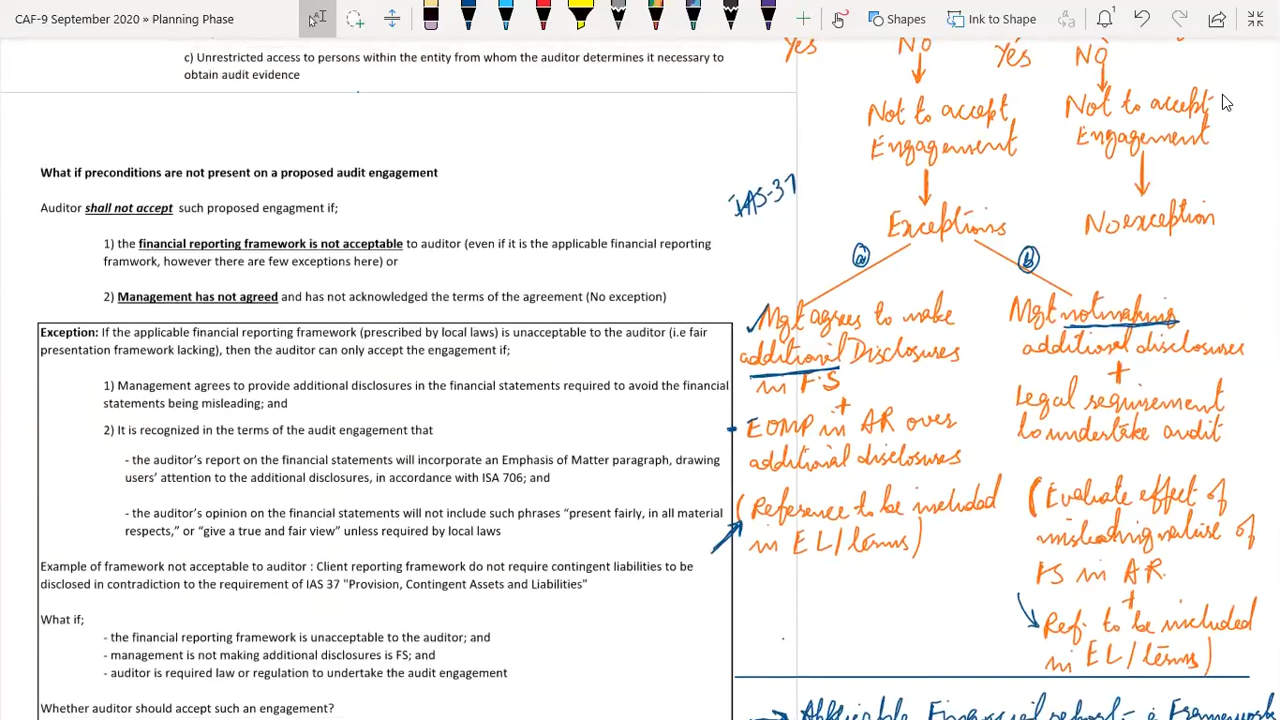 CAF-9 September 2020 » Planning Phase
Shapes
Ink to Shape
c) Unrestricted access to persons within the entity from whom the auditor determines it necessary to
obtain audit evidence
What if preconditions are not present on a proposed audit engagement
Auditor shall not accept such proposed engagment if;
1) the financial reporting framework is not acceptable to auditor (even if it is the applicable financial reporting
framwork, however there are few exceptions here) or
2) Management has not agreed and has not acknowledged the terms of the agreement (No exception)
Exception: If the applicable financial reporting framework (prescribed by local laws) is unacceptable to the auditor (i.e fair
presentation framework lacking), then the auditor can only accept the engagement if;
1) Management agrees to provide additional disclosures in the financial statements required to avoid the financial
statements being misleading; and
2) It is recognized in the terms of the audit engagement that
- the auditor's report on the financial statements will incorporate an Emphasis of Matter paragraph, drawing
users' attention to the additional disclosures, in accordance with ISA 706; and
- the auditor's opinion on the financial statements will not include such phrases "present fairly, in all material
respects," or "give a true and fair view" unless required by local laws
Example of framework not acceptable to auditor : Client reporting framework do not require contingent liabilities to be
disclosed in contradiction to the requirement of IAS 37 "Provision, Contingent Assets and Liabilities"
What if;
- the financial reporting framework is unacceptable to the auditor; and
- management is not making additional disclosures is FS; and
- auditor is required law or regulation to undertake the audit engagement
Whether auditor should accept such an engagement?
Yes No Yes No
Not to accept
Engagement
Not to accept
Engagement
IAS-37
Exceptions
No exception
a
b
Mgt agrees to make
additional Disclosures
in F.S
+
EOMP in AR over
additional disclosures
(Reference to be included
in EL/terms)
Mgt not making
additional disclosures
+
Legal requirement
to undertake audit
(Evaluate effect of
misleading nature of
FS in AR.
+
Ref. to be included
in EL/terms)
Applicable Financial report-g Framework